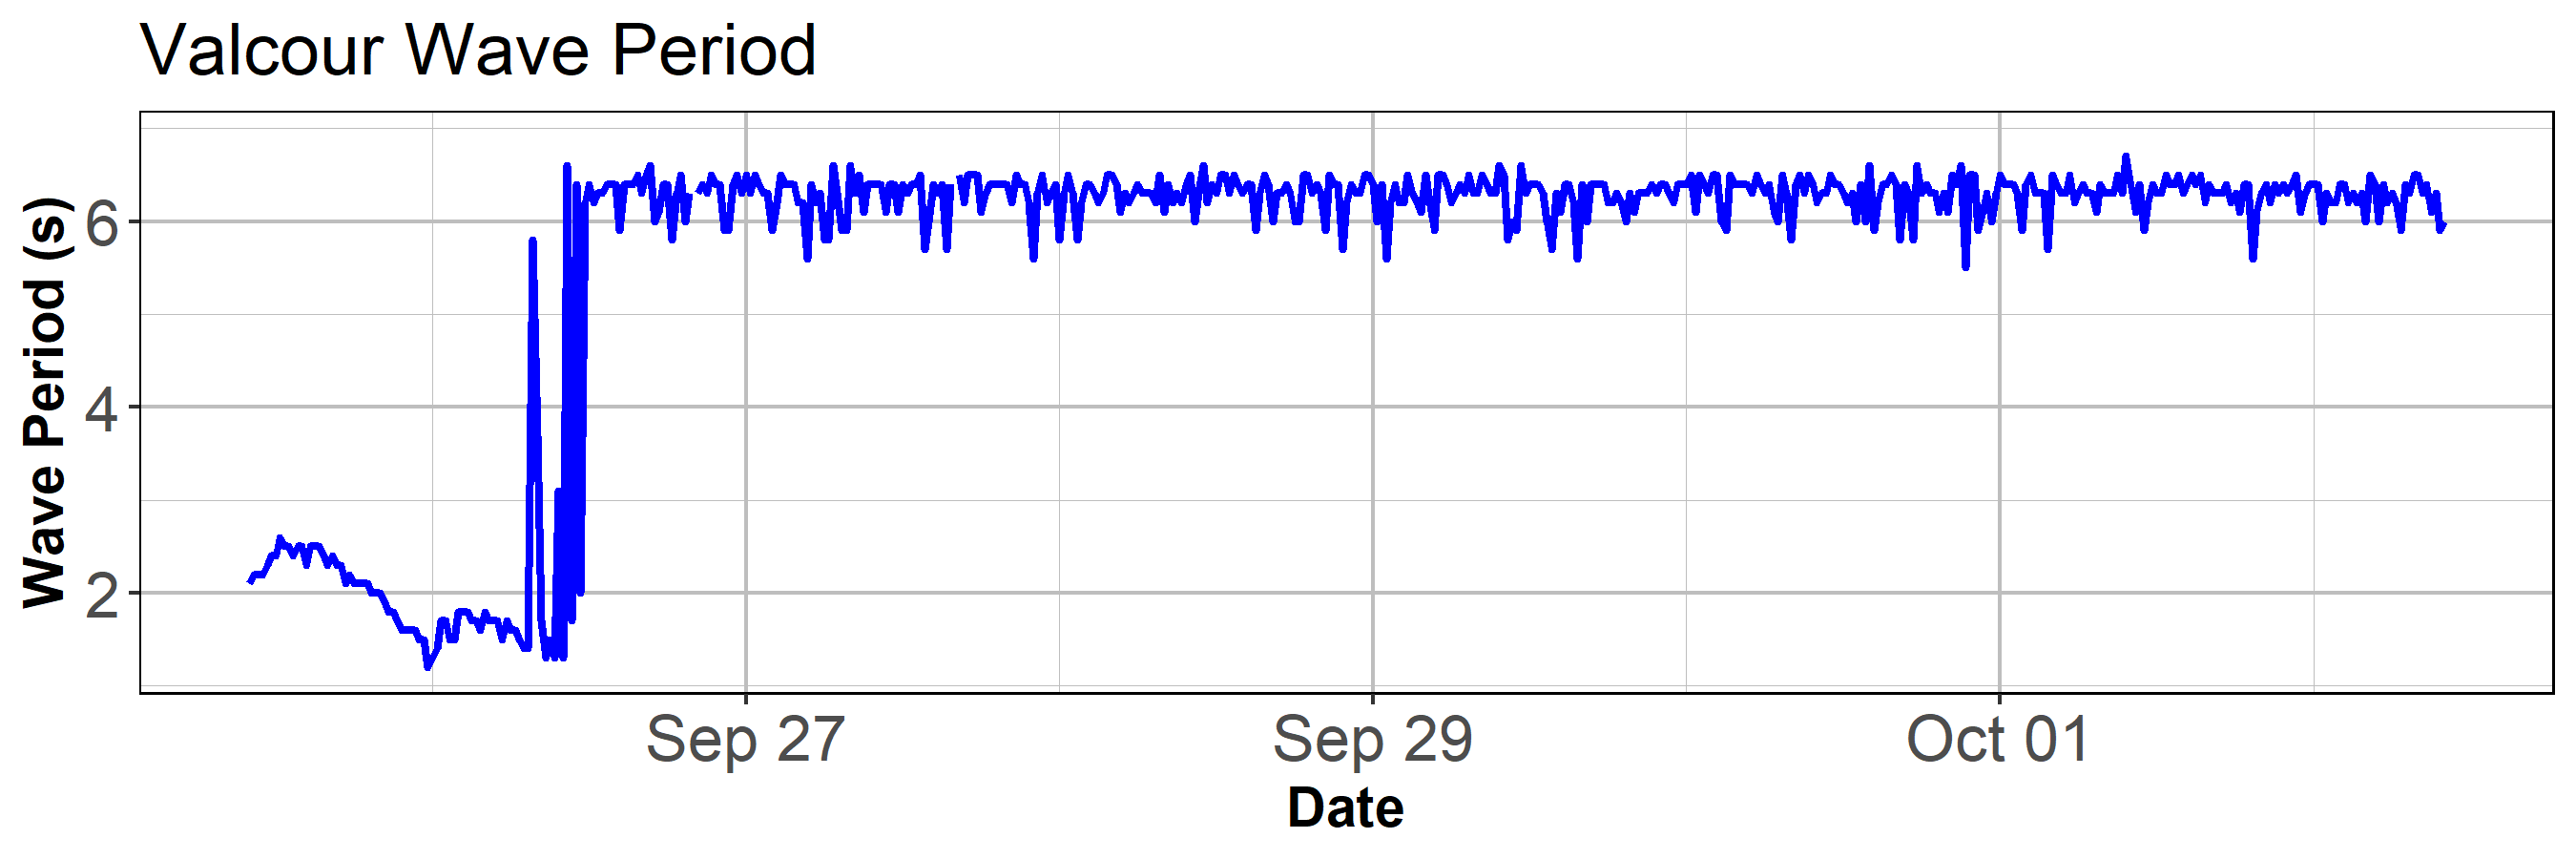 Valcour Wave Period
Wave Period (s)
6
4
2
Sep 27
Sep 29
Oct 01
Date